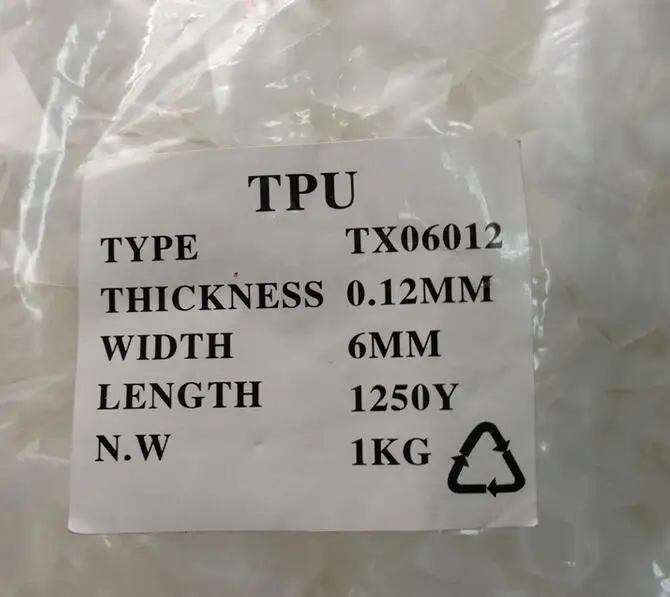 TPU
TYPE TX06012
THICKNESS 0.12MM
WIDTH 6MM
LENGTH 1250Y
N.W 1KG